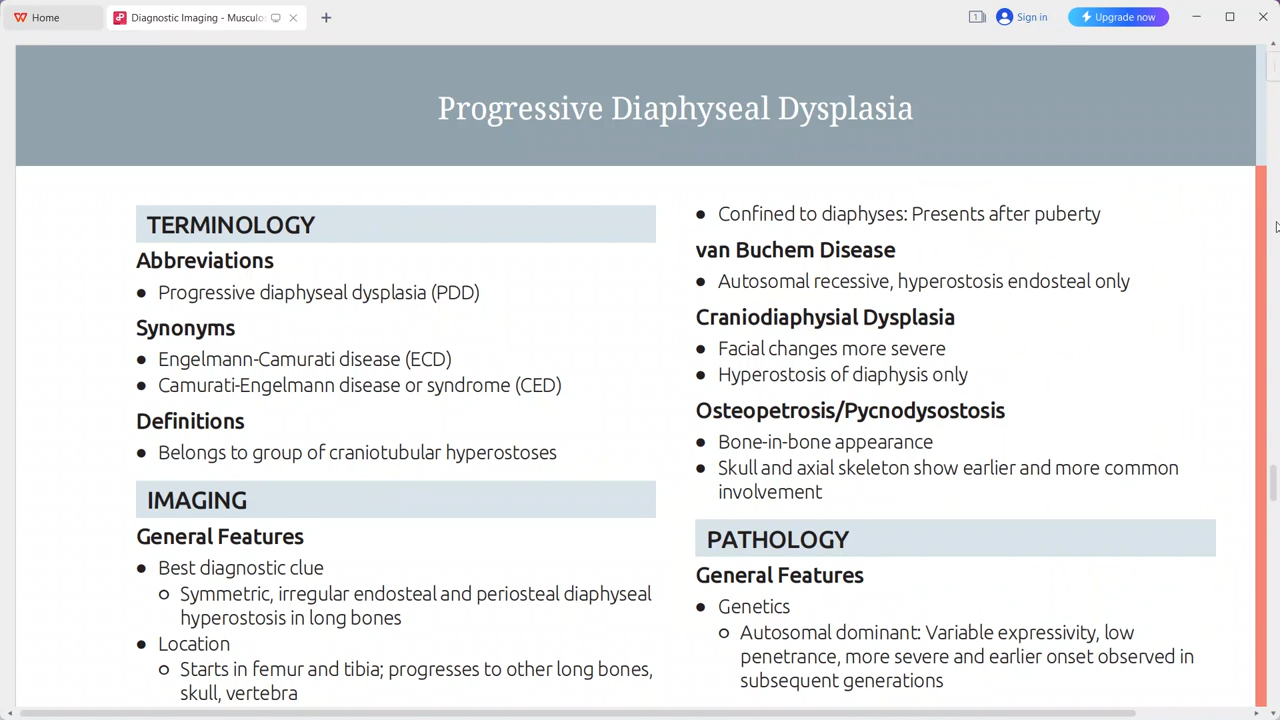 Home
Diagnostic Imaging - Musculos
1
Sign in
Upgrade now
Progressive Diaphyseal Dysplasia
TERMINOLOGY
Abbreviations
• Progressive diaphyseal dysplasia (PDD)
Synonyms
• Engelmann-Camurati disease (ECD)
• Camurati-Engelmann disease or syndrome (CED)
Definitions
• Belongs to group of craniotubular hyperostoses
IMAGING
General Features
• Best diagnostic clue
○ Symmetric, irregular endosteal and periosteal diaphyseal
hyperostosis in long bones
• Location
○ Starts in femur and tibia; progresses to other long bones,
skull, vertebra
• Confined to diaphyses: Presents after puberty
van Buchem Disease
• Autosomal recessive, hyperostosis endosteal only
Craniodiaphysial Dysplasia
• Facial changes more severe
• Hyperostosis of diaphysis only
Osteopetrosis/Pycnodysostosis
• Bone-in-bone appearance
• Skull and axial skeleton show earlier and more common
involvement
PATHOLOGY
General Features
• Genetics
○ Autosomal dominant: Variable expressivity, low
penetrance, more severe and earlier onset observed in
subsequent generations